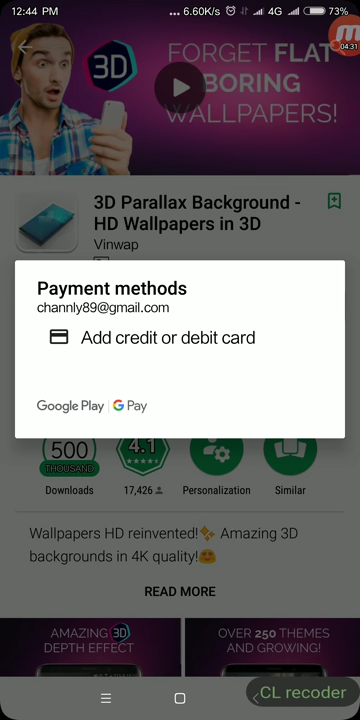 12:44 PM
... 6.60K/s
4G
73%
04:31
FORGET FLAT
BORING
WALLPAPERS!
3D
3D Parallax Background -
HD Wallpapers in 3D
Vinwap
Payment methods
channly89@gmail.com
Add credit or debit card
Google Play | G Pay
500
THOUSAND
4.1
Downloads
17,426
Personalization
Similar
Wallpapers HD reinvented!✨ Amazing 3D
backgrounds in 4K quality!😍
READ MORE
AMAZING 3D
DEPTH EFFECT
OVER 250 THEMES
AND GROWING!
CL recoder